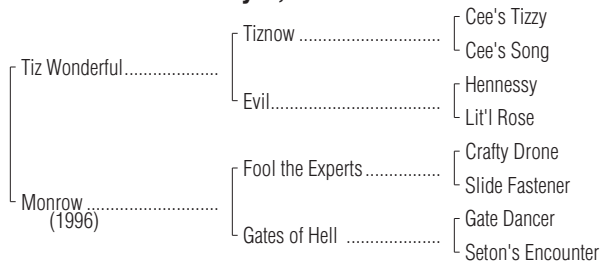 Tiznow
Cee's Tizzy
Cee's Song
Tiz Wonderful
Evil
Hennessy
Lit'l Rose
Monrow
(1996)
Fool the Experts
Crafty Drone
Slide Fastener
Gates of Hell
Gate Dancer
Seton's Encounter